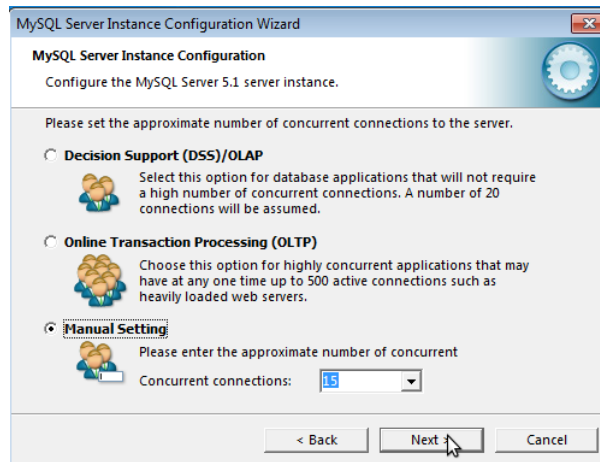 MySQL Server Instance Configuration Wizard
MySQL Server Instance Configuration
Configure the MySQL Server 5.1 server instance.
Please set the approximate number of concurrent connections to the server.
Decision Support (DSS)/OLAP
Select this option for database applications that will not require
a high number of concurrent connections. A number of 20
connections will be assumed.
Online Transaction Processing (OLTP)
Choose this option for highly concurrent applications that may
have at any one time up to 500 active connections such as
heavily loaded web servers.
Manual Setting
Please enter the approximate number of concurrent
Concurrent connections: 15
< Back Next > Cancel